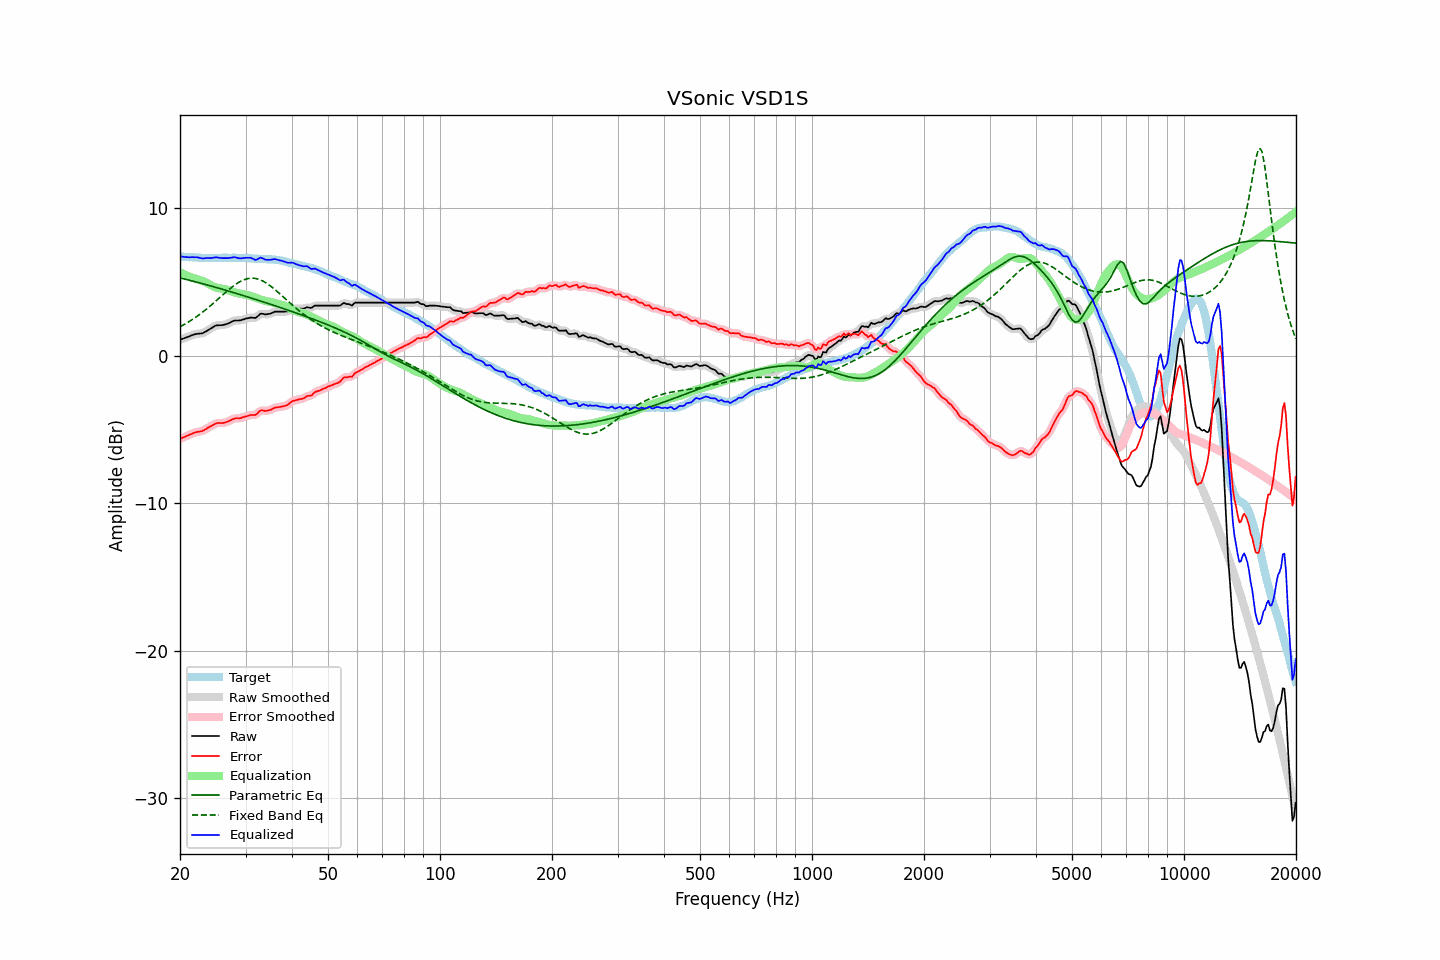 VSonic VSD1S
Amplitude (dBr)
10
0
−10
−20
−30
Target
Raw Smoothed
Error Smoothed
Raw
Error
Equalization
Parametric Eq
Fixed Band Eq
Equalized
20 50 100 200 500 1000 2000 5000 10000 20000
Frequency (Hz)